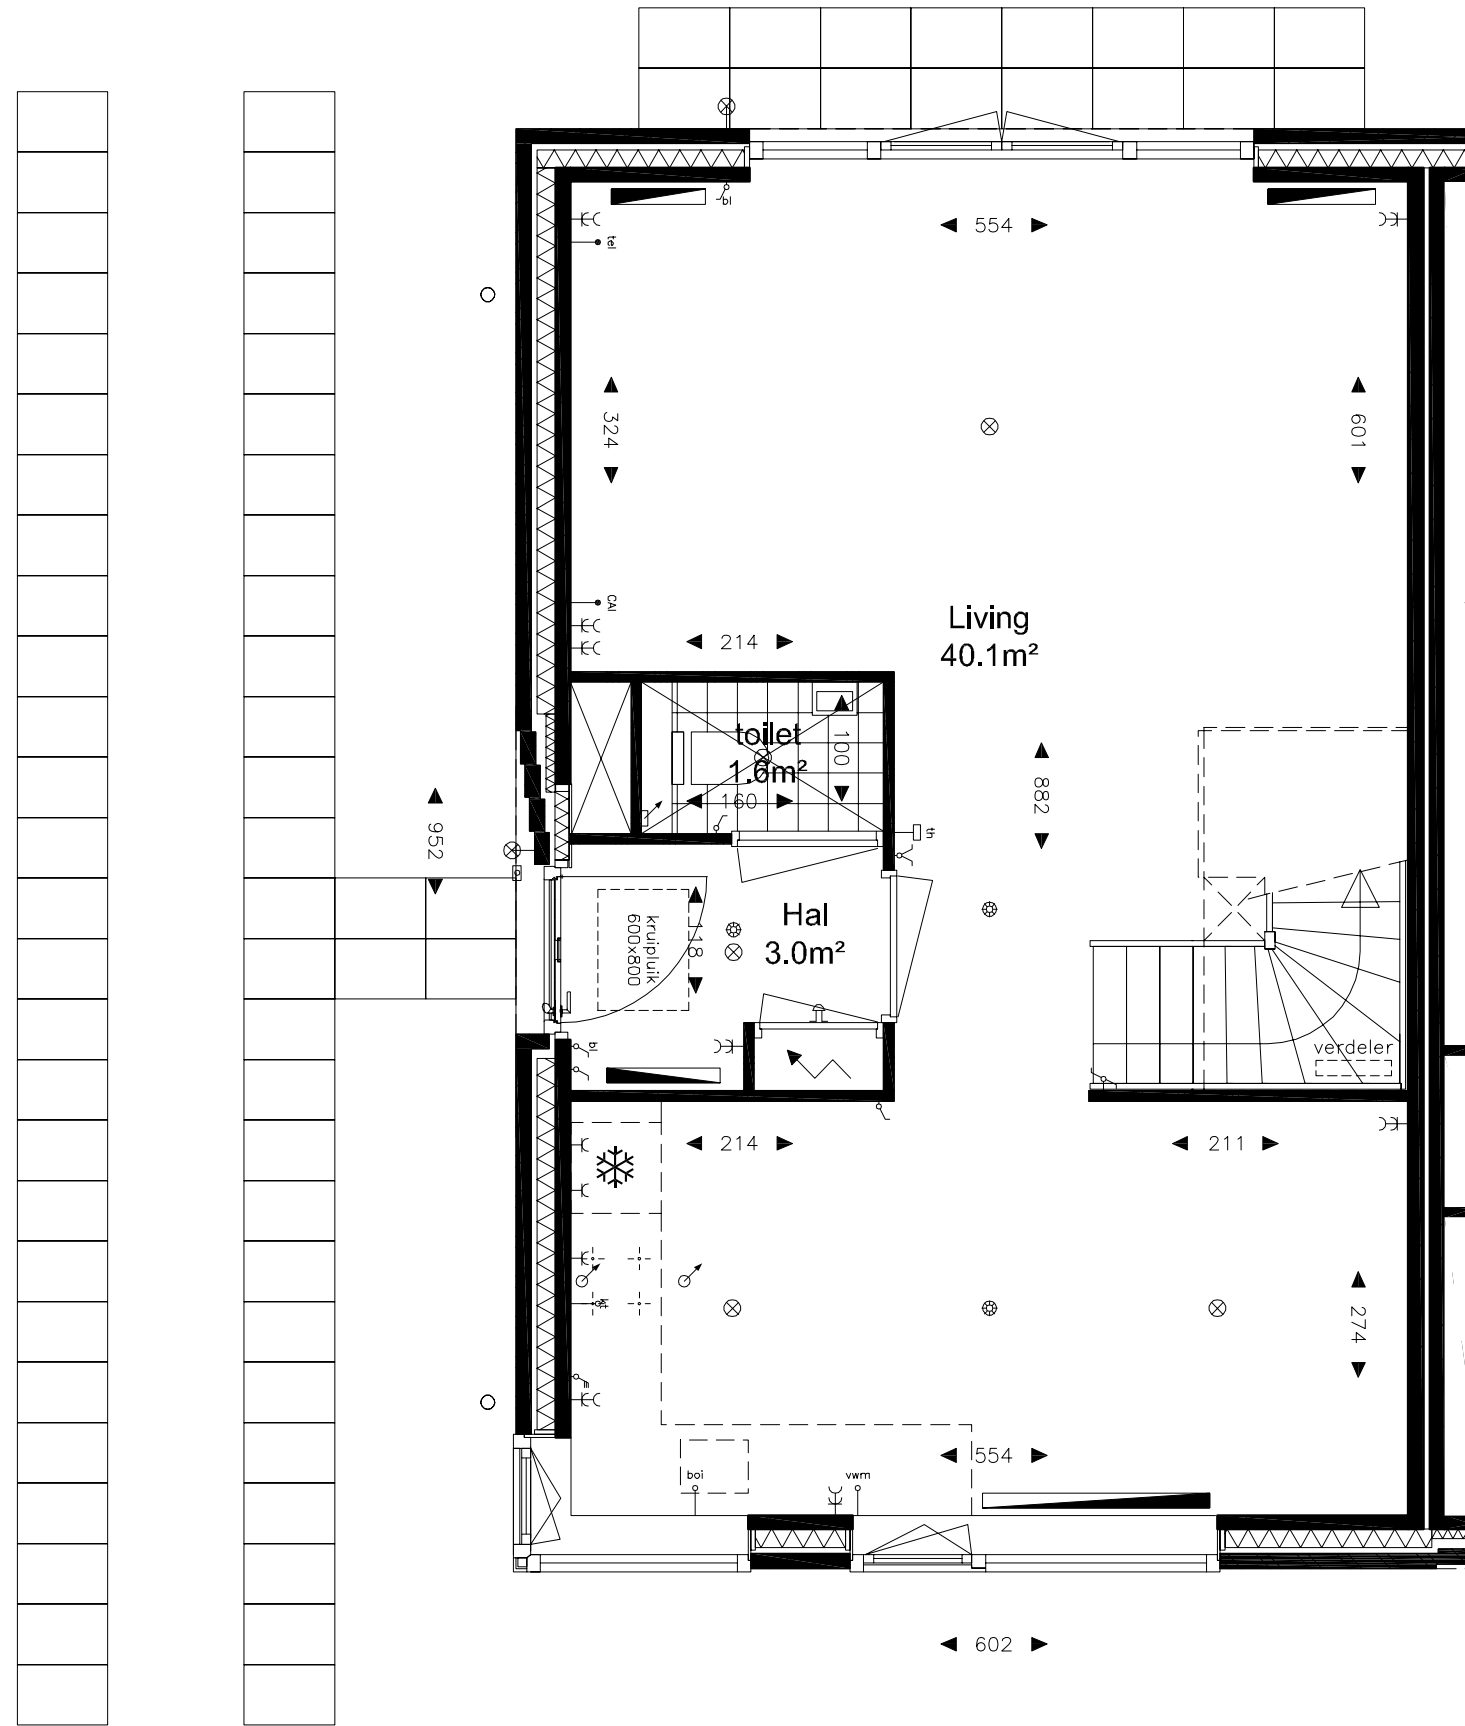 bl
554
tel
324
601
CAI
Living
40.1m²
214
toilet
1.6m²
100
160
882
952
th
Hal
3.0m²
118
kruipluik
600x800
bl
verdeler
214
211
kt
274
554
boi
vwm
602